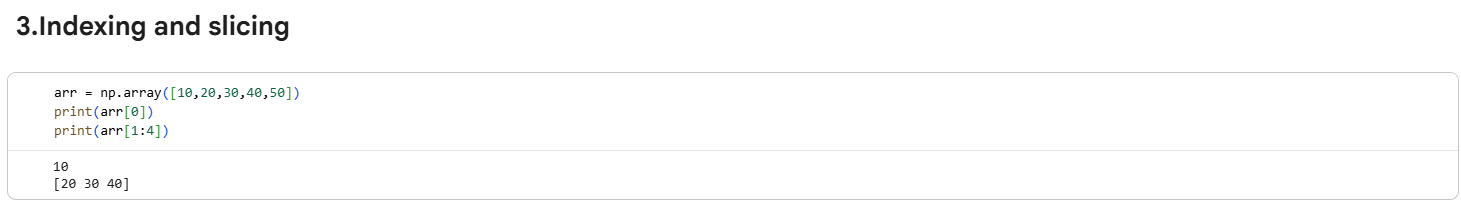 3.Indexing and slicing
arr = np.array([10,20,30,40,50])
print(arr[0])
print(arr[1:4])
10
[20 30 40]